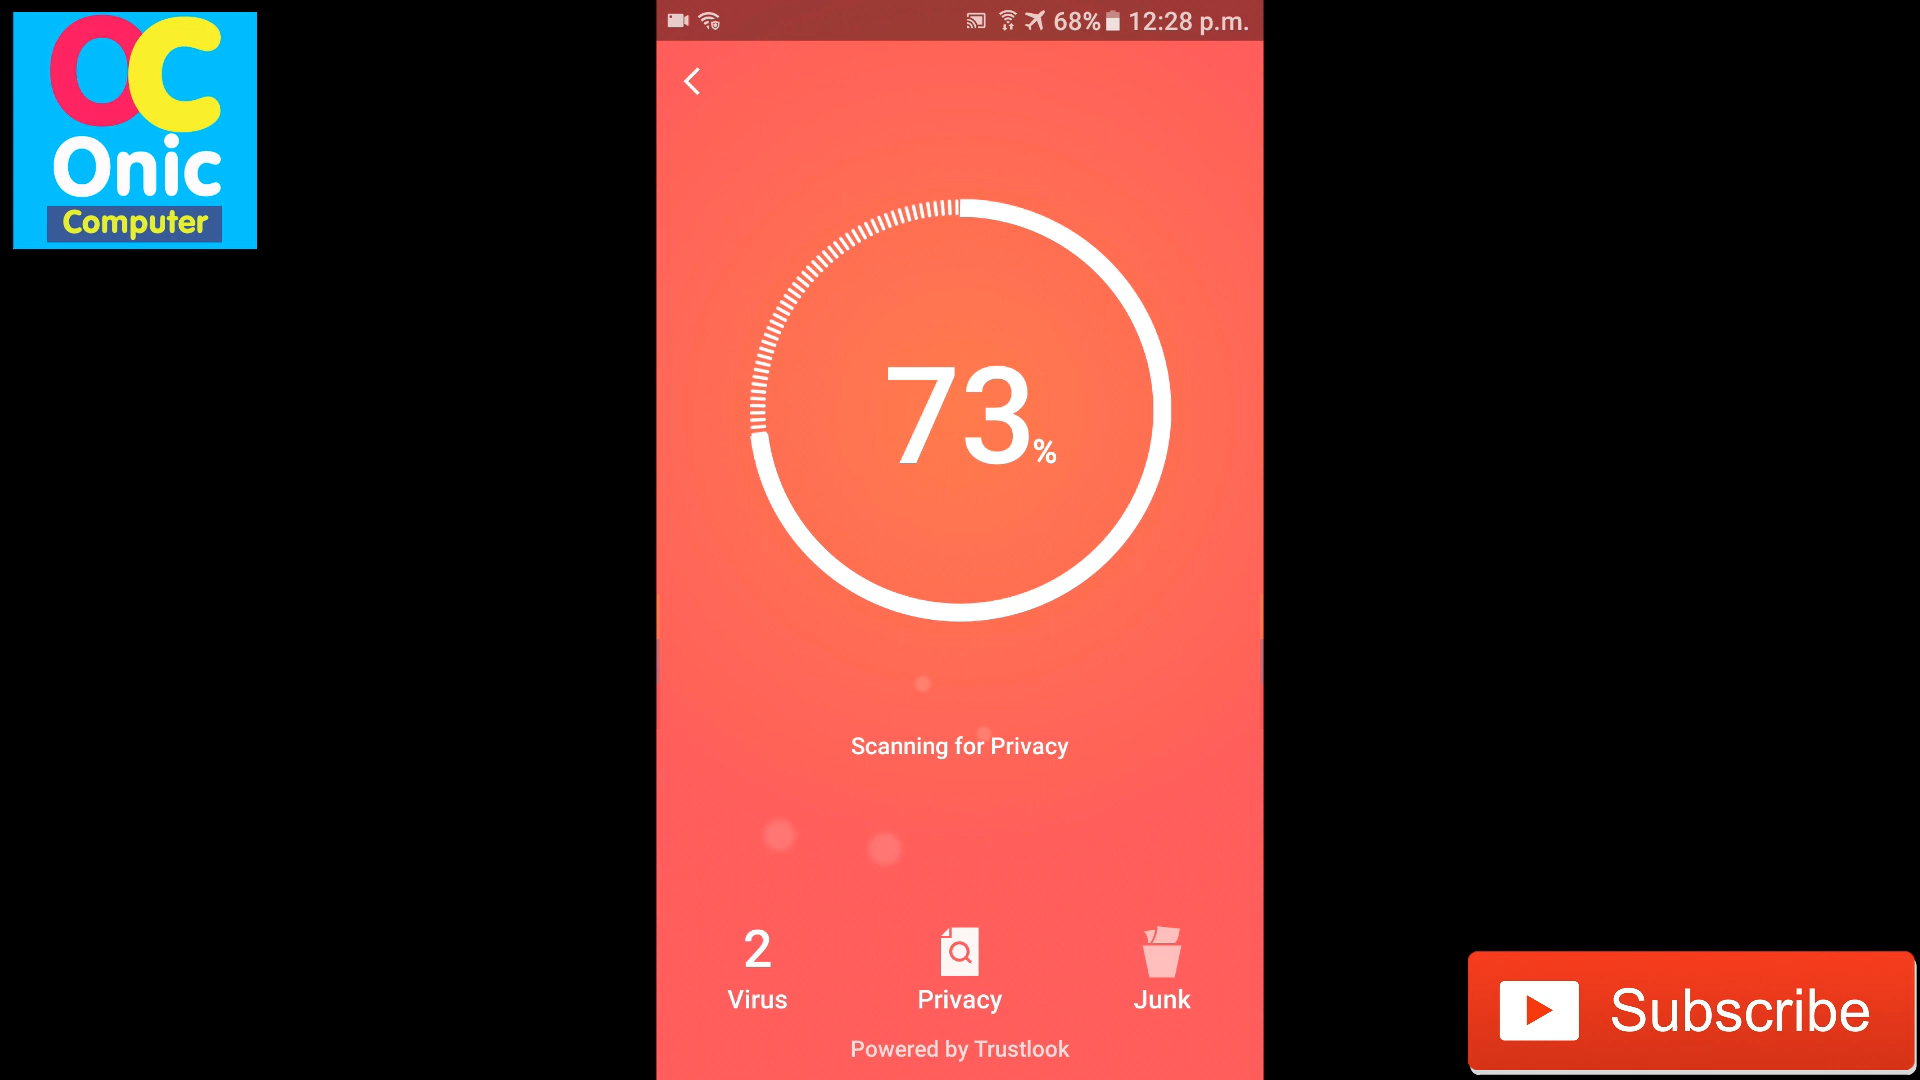 OC
Onic
Computer
68% 12:28 p.m.
73%
Scanning for Privacy
2
Virus
Privacy
Junk
Powered by Trustlook
Subscribe